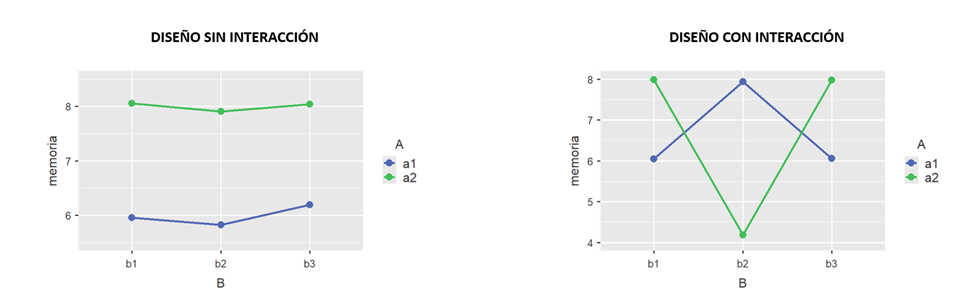 DISEÑO SIN INTERACCIÓN
8
7
6
memoria
b1 b2 b3
B
A
a1
a2
DISEÑO CON INTERACCIÓN
8
7
6
5
4
memoria
b1 b2 b3
B
A
a1
a2